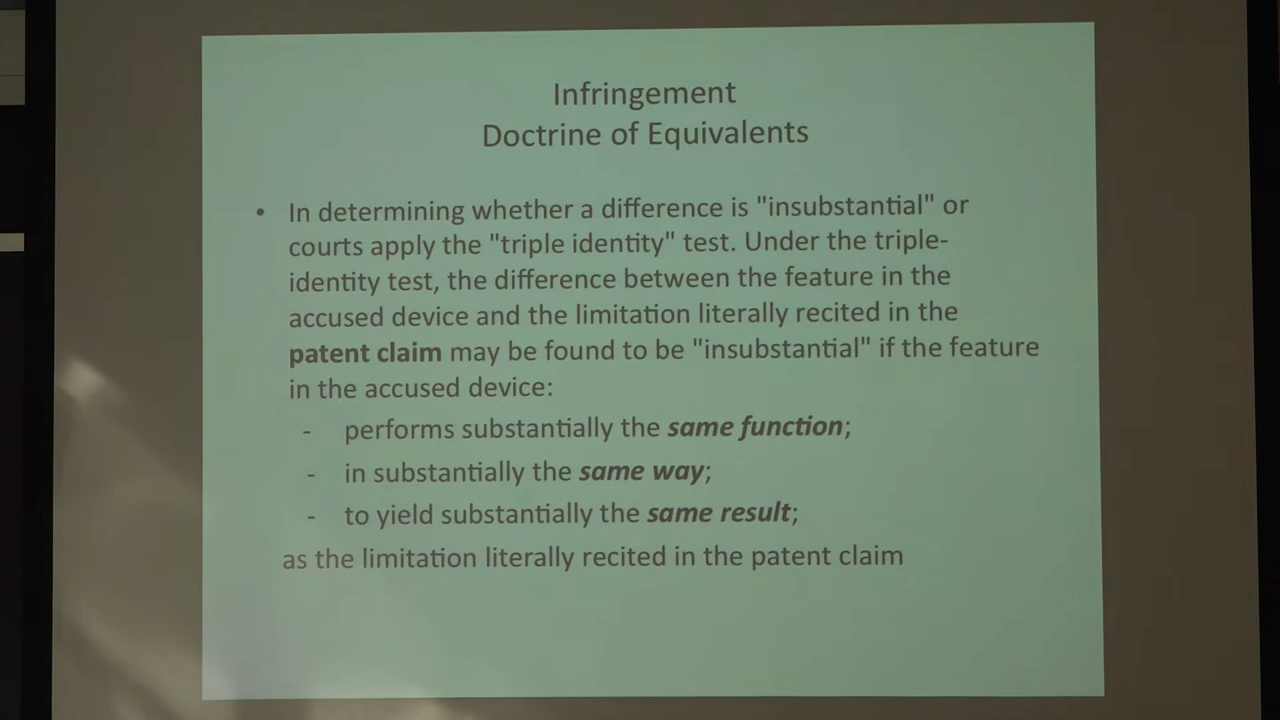 Infringement
Doctrine of Equivalents
• In determining whether a difference is "insubstantial" or
courts apply the "triple identity" test. Under the triple-
identity test, the difference between the feature in the
accused device and the limitation literally recited in the
patent claim may be found to be "insubstantial" if the feature
in the accused device:
- performs substantially the same function;
- in substantially the same way;
- to yield substantially the same result;
as the limitation literally recited in the patent claim